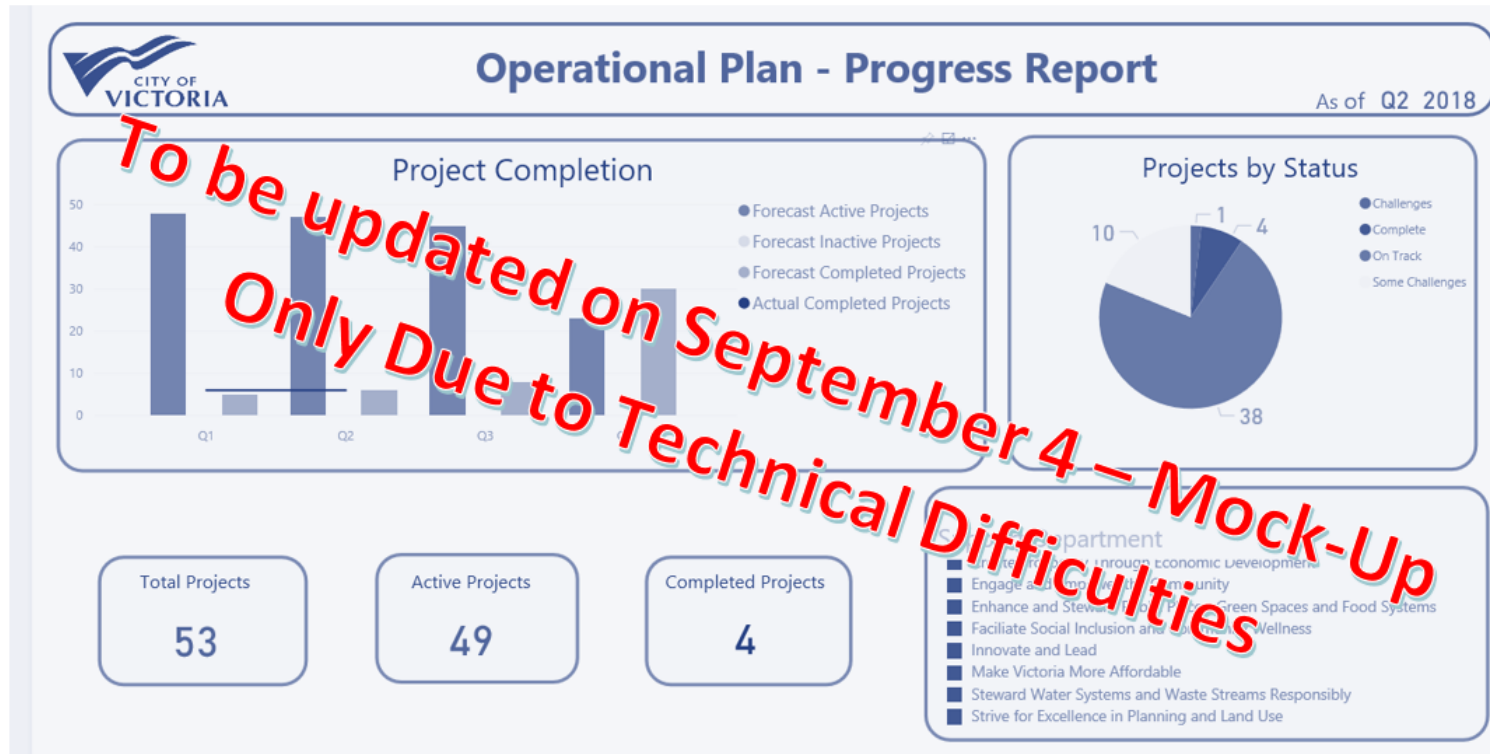 CITY OF
VICTORIA
Operational Plan - Progress Report
As of Q2 2018
To be updated on September 4 – Mock-Up
Only Due to Technical Difficulties
Project Completion
50
40
30
20
10
0
Q1
Q2
Q3
Forecast Active Projects
Forecast Inactive Projects
Forecast Completed Projects
Actual Completed Projects
Projects by Status
1
4
10
38
Challenges
Complete
On Track
Some Challenges
Total Projects
53
Active Projects
49
Completed Projects
4
Through Economic Development
Engage and
Enhance and Green Spaces and Food Systems
Faciliate Social Inclusion and Wellness
Innovate and Lead
Make Victoria More Affordable
Steward Water Systems and Waste Streams Responsibly
Strive for Excellence in Planning and Land Use